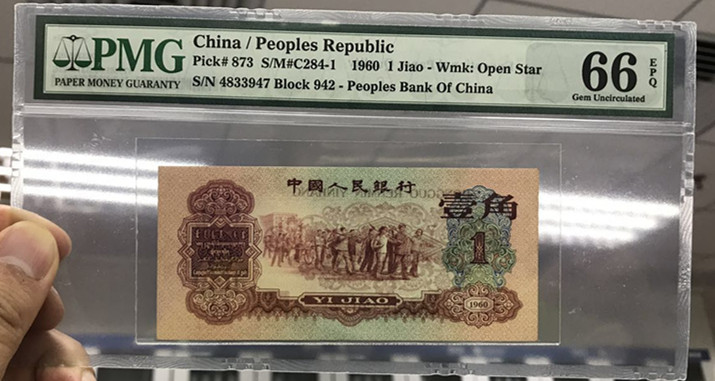 PMG
PAPER MONEY GUARANTY
China / Peoples Republic
Pick# 873 S/M#C284-1 1960 1 Jiao - Wmk: Open Star
S/N 4833947 Block 942 - Peoples Bank Of China
66 EPQ
Gem Uncirculated
中國人民銀行
壹角
1
YI JIAO
1960